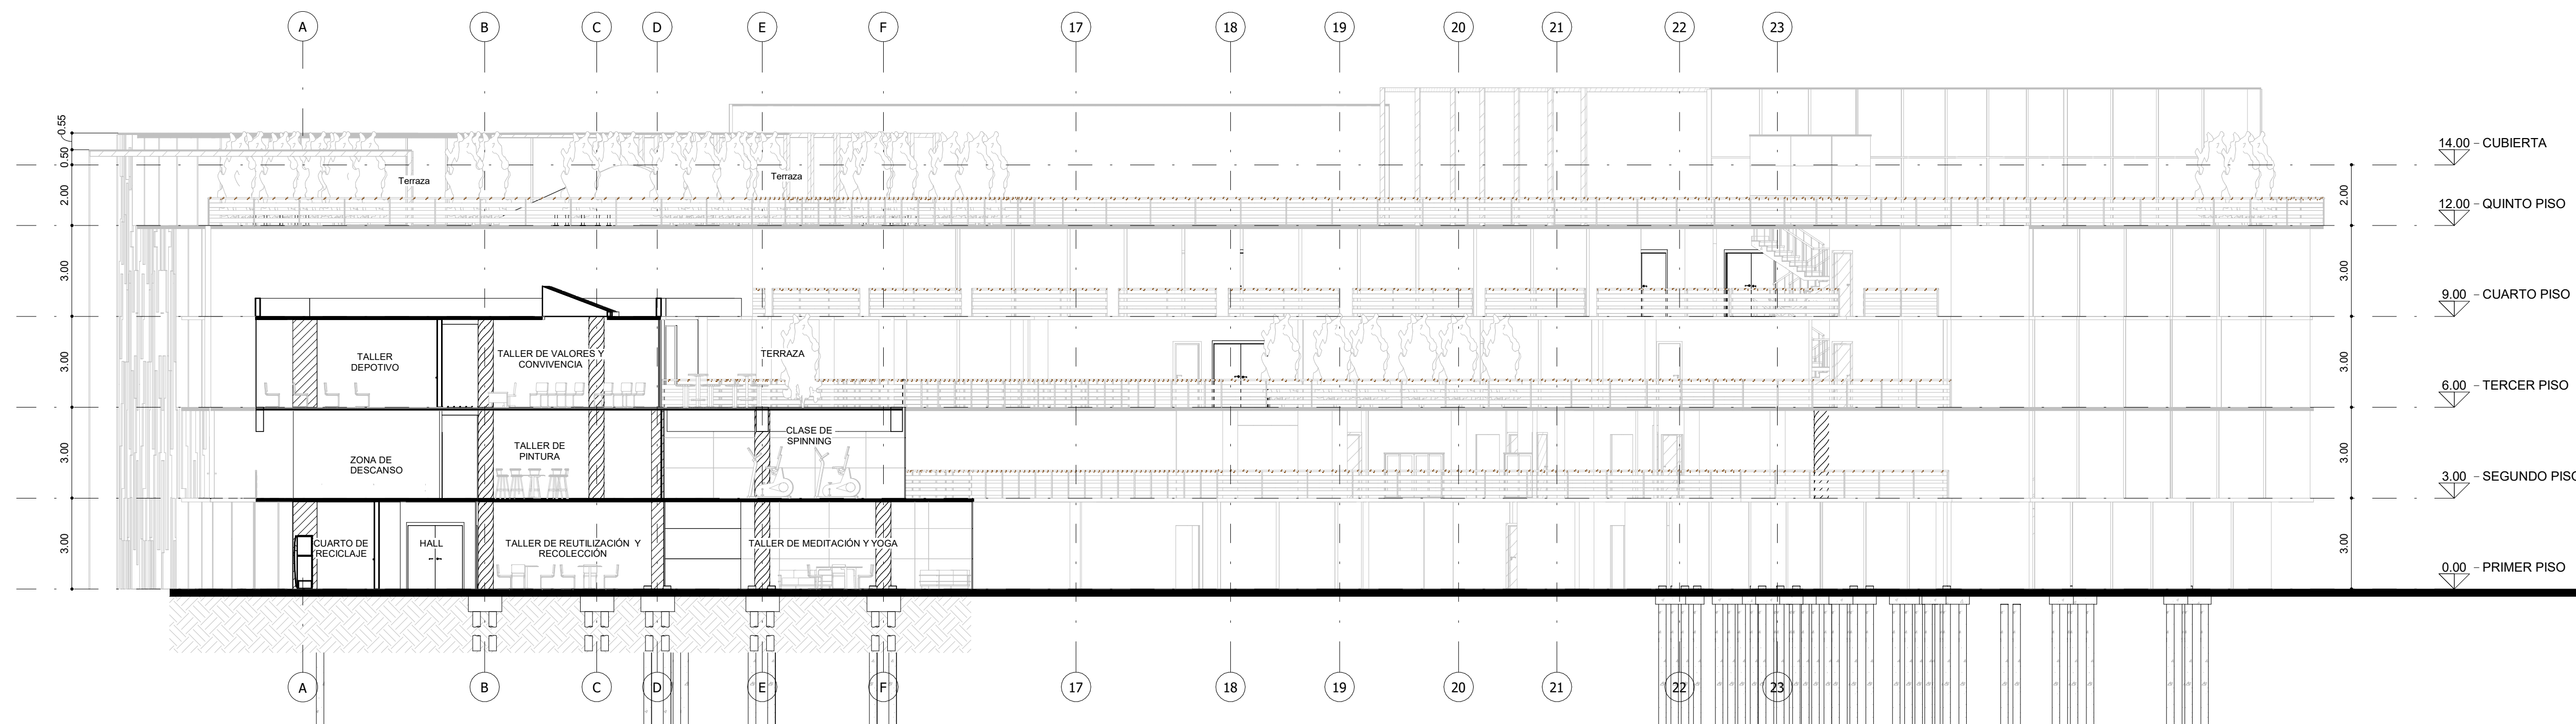 A B C D E F 17 18 19 20 21 22 23
0.55
0.50
2.00
3.00
3.00
3.00
3.00
Terraza
Terraza
TERRAZA
TALLER
DEPOTIVO
TALLER DE VALORES Y
CONVIVENCIA
ZONA DE
DESCANSO
TALLER DE
PINTURA
CLASE DE
SPINNING
CUARTO DE
RECICLAJE
HALL
TALLER DE REUTILIZACIÓN Y
RECOLECCIÓN
TALLER DE MEDITACIÓN Y YOGA
2.00
3.00
3.00
3.00
3.00
14.00 - CUBIERTA
12.00 - QUINTO PISO
9.00 - CUARTO PISO
6.00 - TERCER PISO
3.00 - SEGUNDO PISO
0.00 - PRIMER PISO
A B C D E F 17 18 19 20 21 22 23